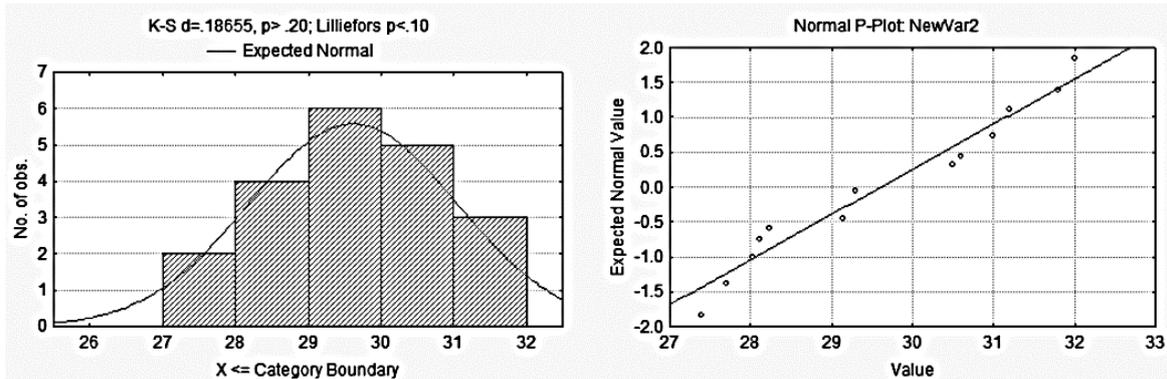 K-S d=.18655, p> .20; Lilliefors p<.10
Expected Normal
7
6
5
4
3
2
1
0
No. of obs.
26 27 28 29 30 31 32
X <= Category Boundary
Normal P-Plot: NewVar2
2.0
1.5
1.0
0.5
0.0
-0.5
-1.0
-1.5
-2.0
Expected Normal Value
27 28 29 30 31 32 33
Value